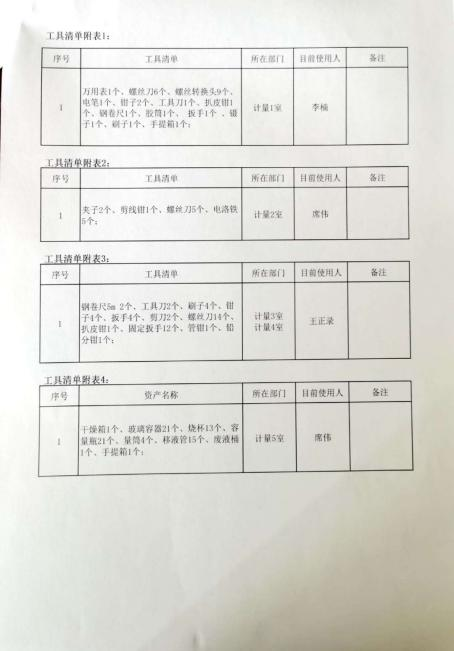 工具清单附表1:
序号 工具清单 所在部门 目前使用人 备注
万用表1个、螺丝刀6个、螺丝转换头9个、
电笔1个、钳子2个、工具刀1个、扒皮钳1
1 个、钢卷尺1个、胶筒1个、 扳手1个 、镊 计量1室 李楠
子1个、刷子1个、手提箱1个;
工具清单附表2:
序号 工具清单 所在部门 目前使用人 备注
1 夹子2个、剪线钳1个、螺丝刀5个、电洛铁 计量2室 席伟
5个;
工具清单附表3:
序号 工具清单 所在部门 目前使用人 备注
钢卷尺5m 2个、工具刀2个、刷子4个、钳
子4个、扳手4个、剪刀2个、螺丝刀14个、 计量3室
1 扒皮钳1个、固定扳手12个、管钳1个、铅 计量4室 王正录
分钳1个;
工具清单附表4:
序号 资产名称 所在部门 目前使用人 备注
干燥箱1个、玻璃容器21个、烧杯13个、容
1 量瓶21个、量筒4个、移液管15个、废液桶 计量5室 席伟
1个、手提箱1个;